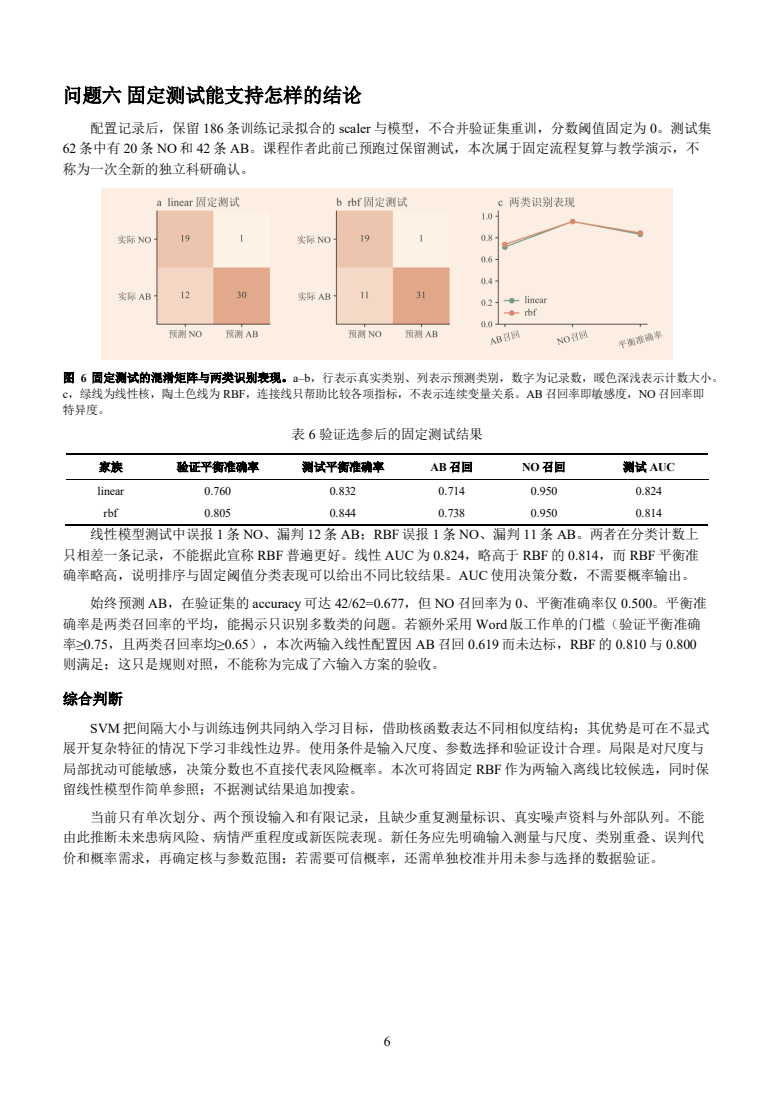 问题六 固定测试能支持怎样的结论
配置记录后，保留 186 条训练记录拟合的 scaler 与模型，不合并验证集重训，分数阈值固定为 0。测试集
62 条中有 20 条 NO 和 42 条 AB。课程作者此前已预跑过保留测试，本次属于固定流程复算与教学演示，不
称为一次全新的独立科研确认。
a linear 固定测试
实际 NO
19
1
实际 AB
12
30
预测 NO
预测 AB
b rbf 固定测试
实际 NO
19
1
实际 AB
11
31
预测 NO
预测 AB
c 两类识别表现
1.0
0.8
0.6
0.4
0.2
0.0
linear
rbf
AB召回
NO召回
平衡准确率
图 6 固定测试的混淆矩阵与两类识别表现。a–b，行表示真实类别、列表示预测类别，数字为记录数，暖色深浅表示计数大小。
c，绿线为线性核，陶土色线为 RBF，连接线只帮助比较各项指标，不表示连续变量关系。AB 召回率即敏感度，NO 召回率即
特异度。
表 6 验证选参后的固定测试结果
家族 验证平衡准确率 测试平衡准确率 AB 召回 NO 召回 测试 AUC
linear 0.760 0.832 0.714 0.950 0.824
rbf 0.805 0.844 0.738 0.950 0.814
线性模型测试中误报 1 条 NO、漏判 12 条 AB；RBF 误报 1 条 NO、漏判 11 条 AB。两者在分类计数上
只相差一条记录，不能据此宣称 RBF 普遍更好。线性 AUC 为 0.824，略高于 RBF 的 0.814，而 RBF 平衡准
确率略高，说明排序与固定阈值分类表现可以给出不同比较结果。AUC 使用决策分数，不需要概率输出。
始终预测 AB，在验证集的 accuracy 可达 42/62=0.677，但 NO 召回率为 0、平衡准确率仅 0.500。平衡准
确率是两类召回率的平均，能揭示只识别多数类的问题。若额外采用 Word 版工作单的门槛（验证平衡准确
率≥0.75，且两类召回率均≥0.65），本次两输入线性配置因 AB 召回 0.619 而未达标，RBF 的 0.810 与 0.800
则满足；这只是规则对照，不能称为完成了六输入方案的验收。
综合判断
SVM 把间隔大小与训练违例共同纳入学习目标，借助核函数表达不同相似度结构；其优势是可在不显式
展开复杂特征的情况下学习非线性边界。使用条件是输入尺度、参数选择和验证设计合理。局限是对尺度与
局部扰动可能敏感，决策分数也不直接代表风险概率。本次可将固定 RBF 作为两输入离线比较候选，同时保
留线性模型作简单参照；不据测试结果追加搜索。
当前只有单次划分、两个预设输入和有限记录，且缺少重复测量标识、真实噪声资料与外部队列。不能
由此推断未来患病风险、病情严重程度或新医院表现。新任务应先明确输入测量与尺度、类别重叠、误判代
价和概率需求，再确定核与参数范围；若需要可信概率，还需单独校准并用未参与选择的数据验证。
6